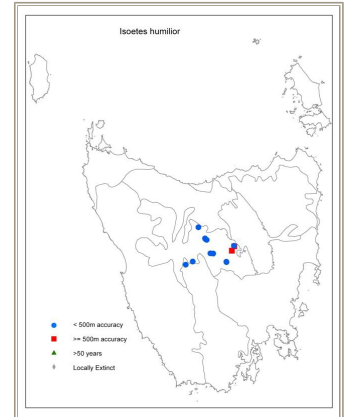 Isoetes humilior
< 500m accuracy
>= 500m accuracy
>50 years
Locally Extinct